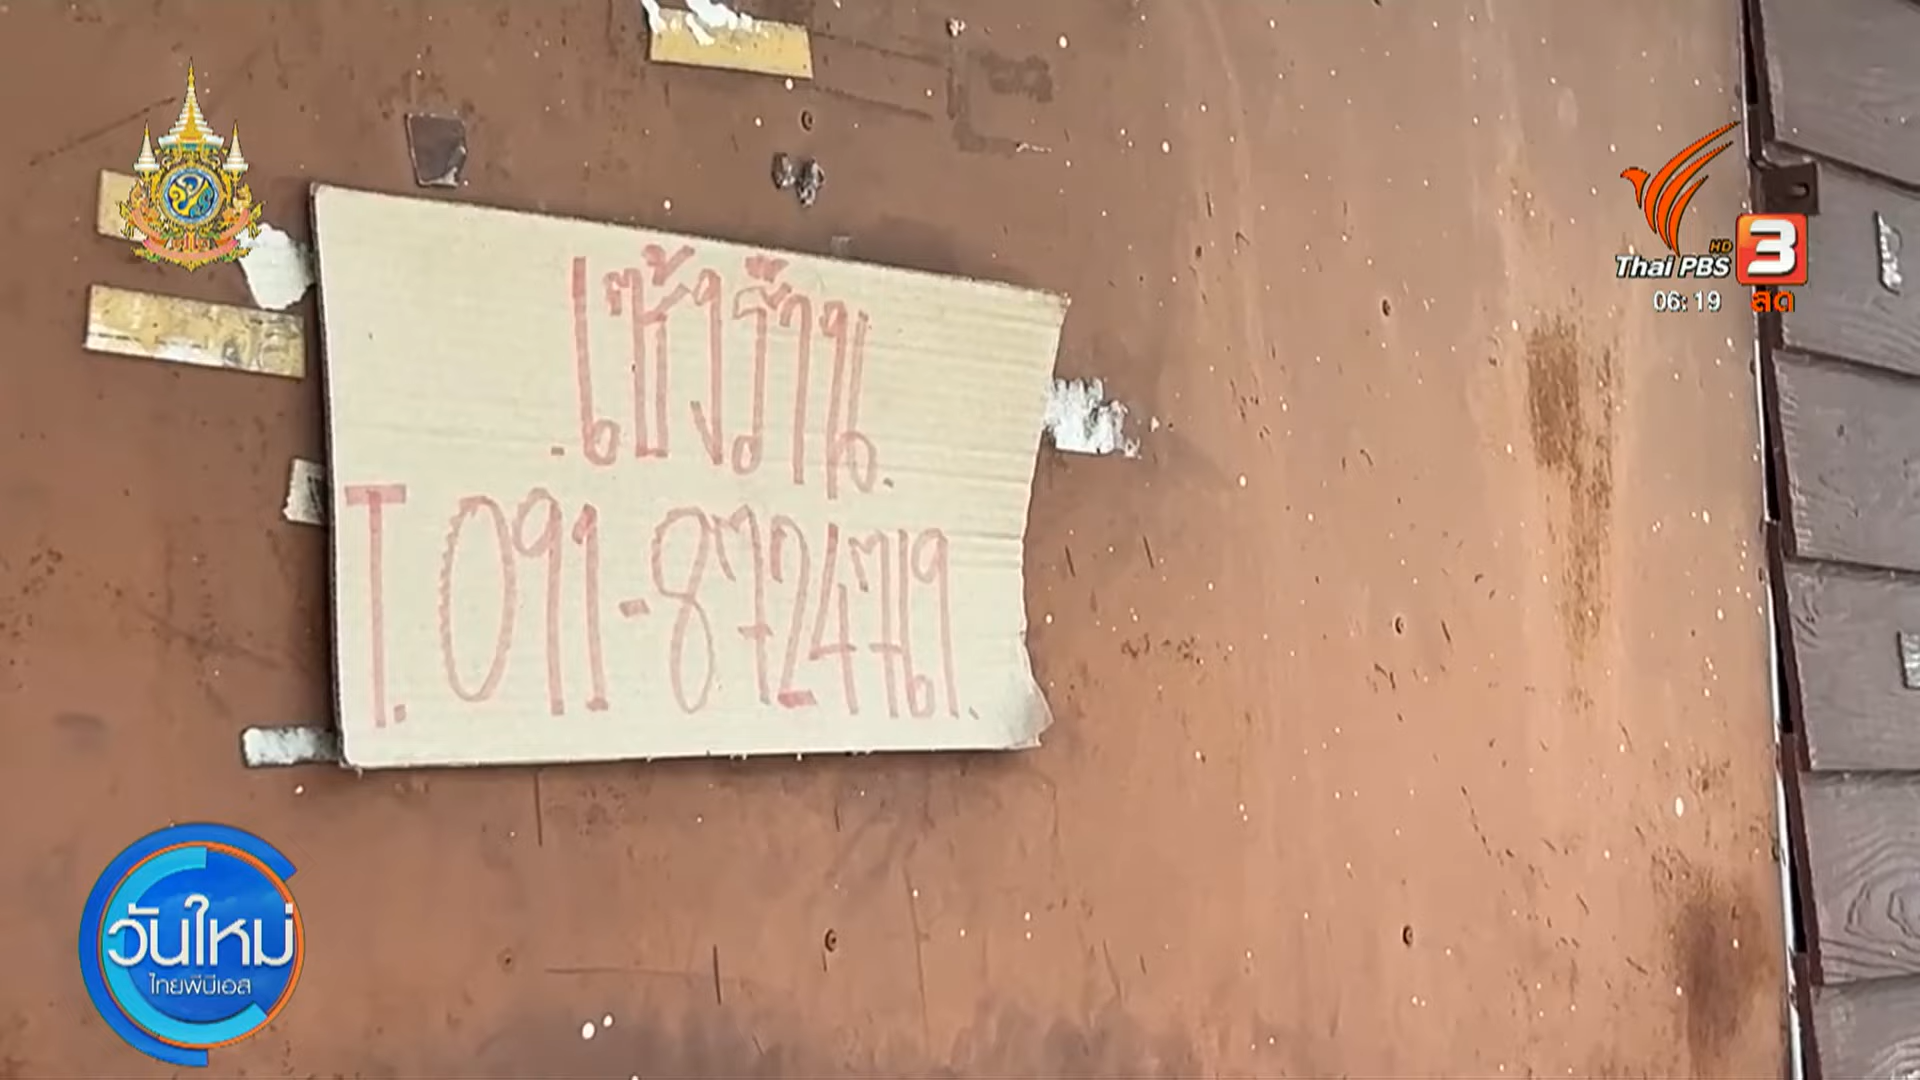 Thai PBS HD 3
06:19 สด
.เซ้งร้าน.
T. 091-8724769.
วันใหม่
ไทยพีบีเอส